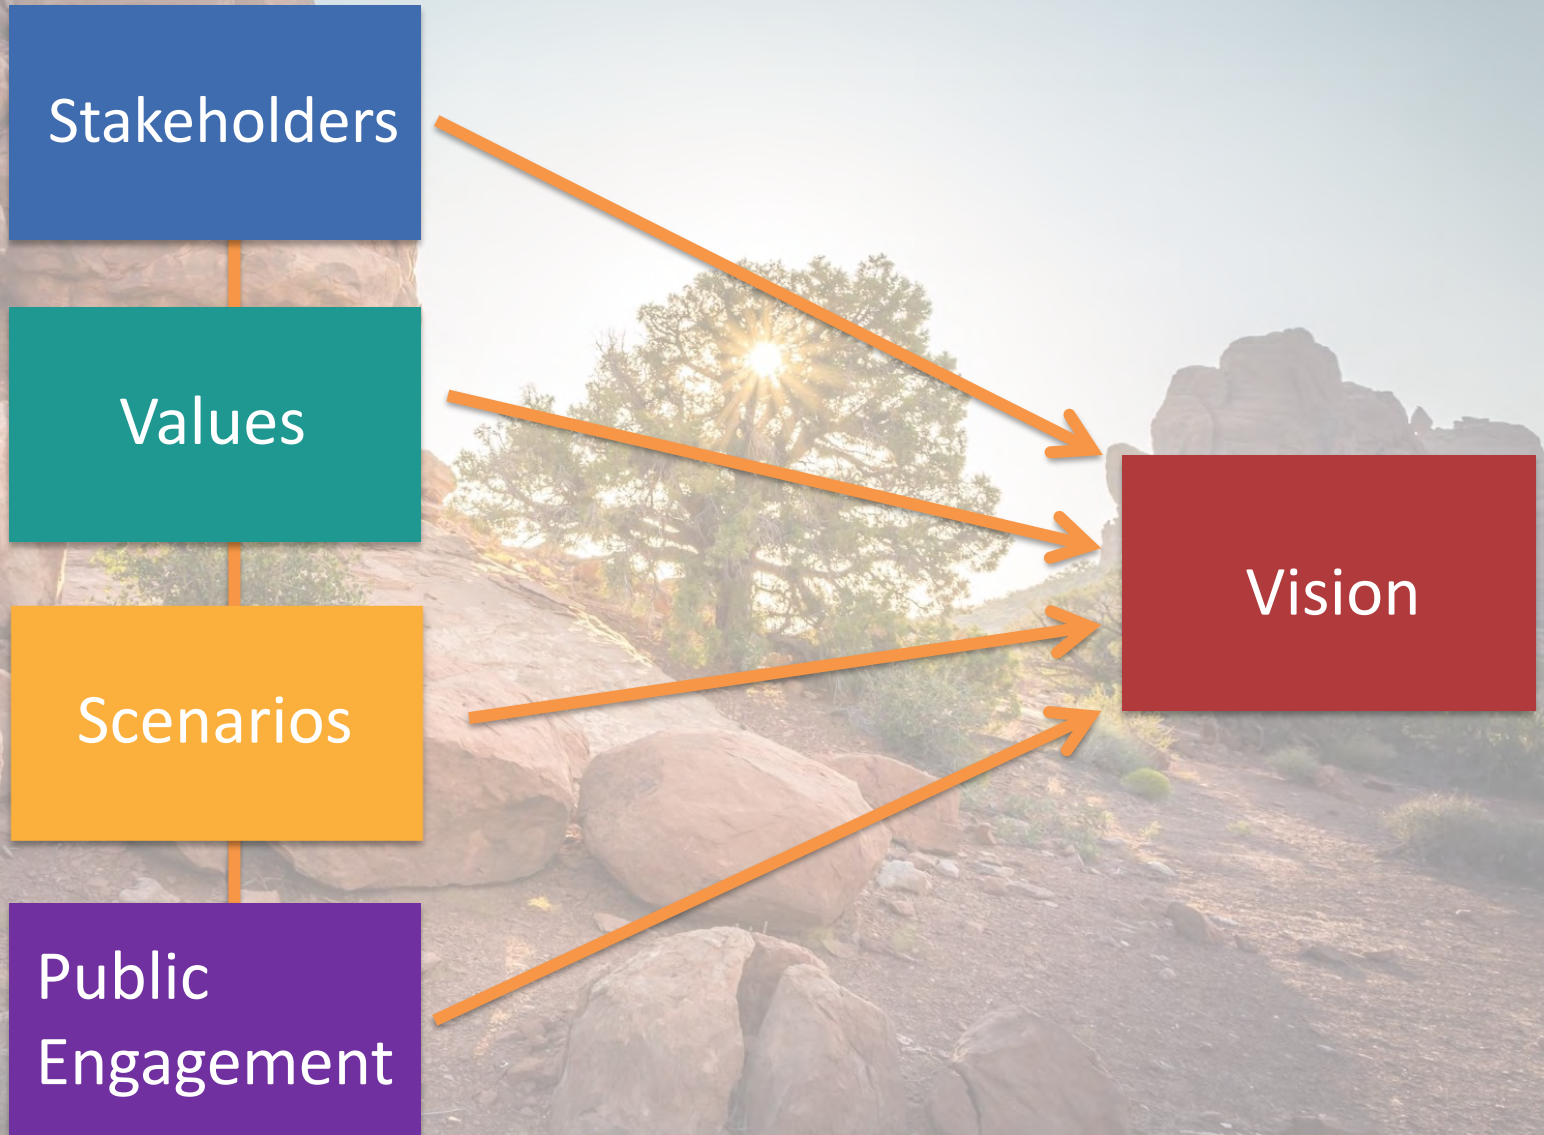 Stakeholders
Values
Scenarios
Public
Engagement
Vision